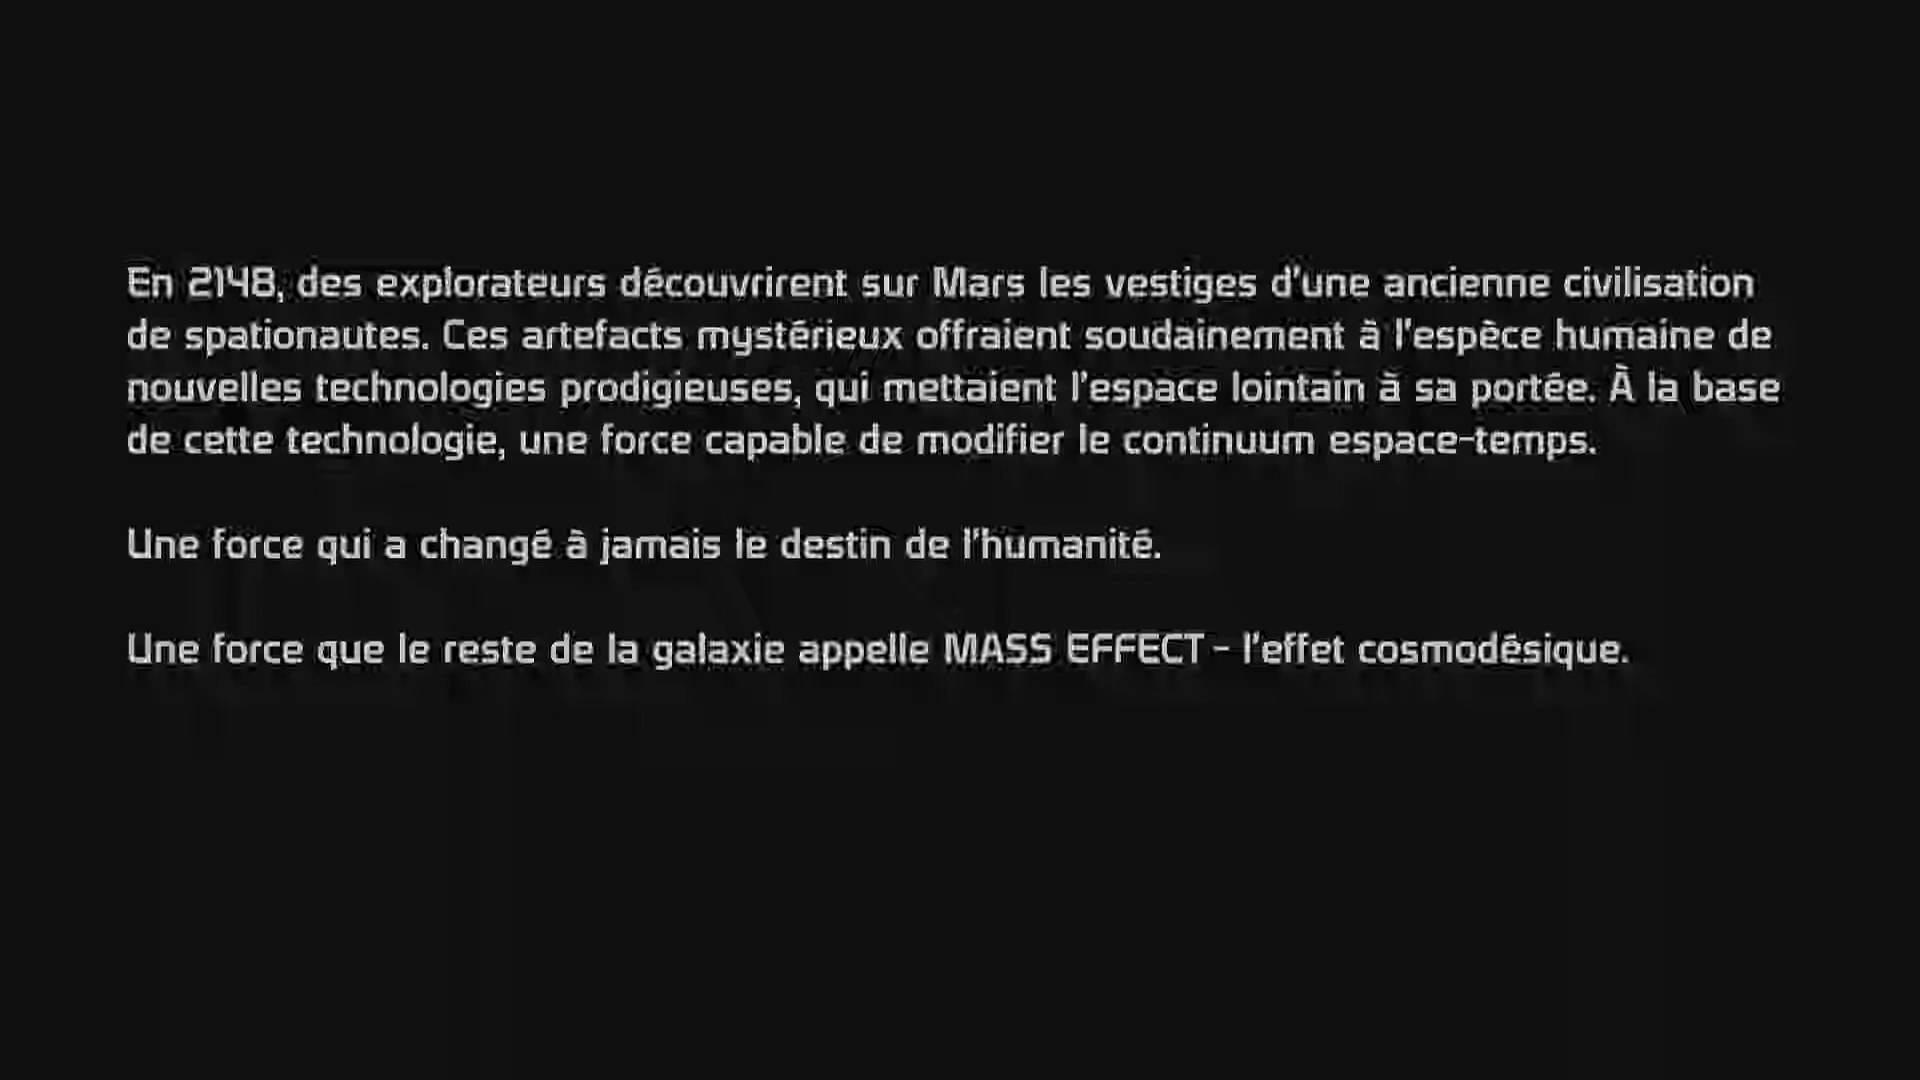 En 2148, des explorateurs découvrirent sur Mars les vestiges d'une ancienne civilisation
de spationautes. Ces artefacts mystérieux offraient soudainement à l'espèce humaine de
nouvelles technologies prodigieuses, qui mettaient l'espace lointain à sa portée. À la base
de cette technologie, une force capable de modifier le continuum espace-temps.
Une force qui a changé à jamais le destin de l'humanité.
Une force que le reste de la galaxie appelle MASS EFFECT - l'effet cosmodésique.